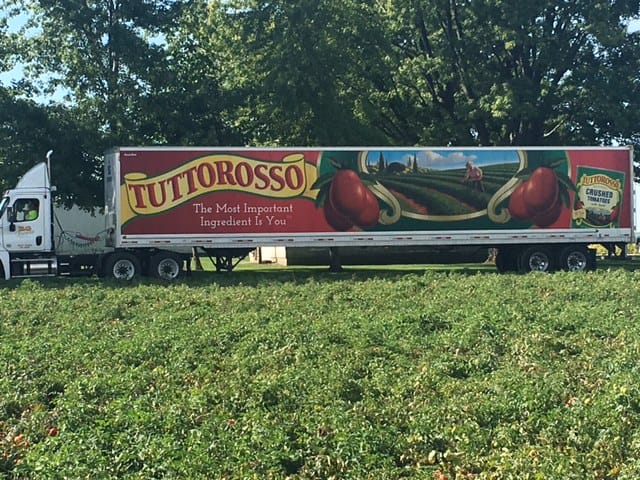 TUTTOROSSO
The Most Important
Ingredient Is You
TUTTOROSSO
CRUSHED
TOMATOES